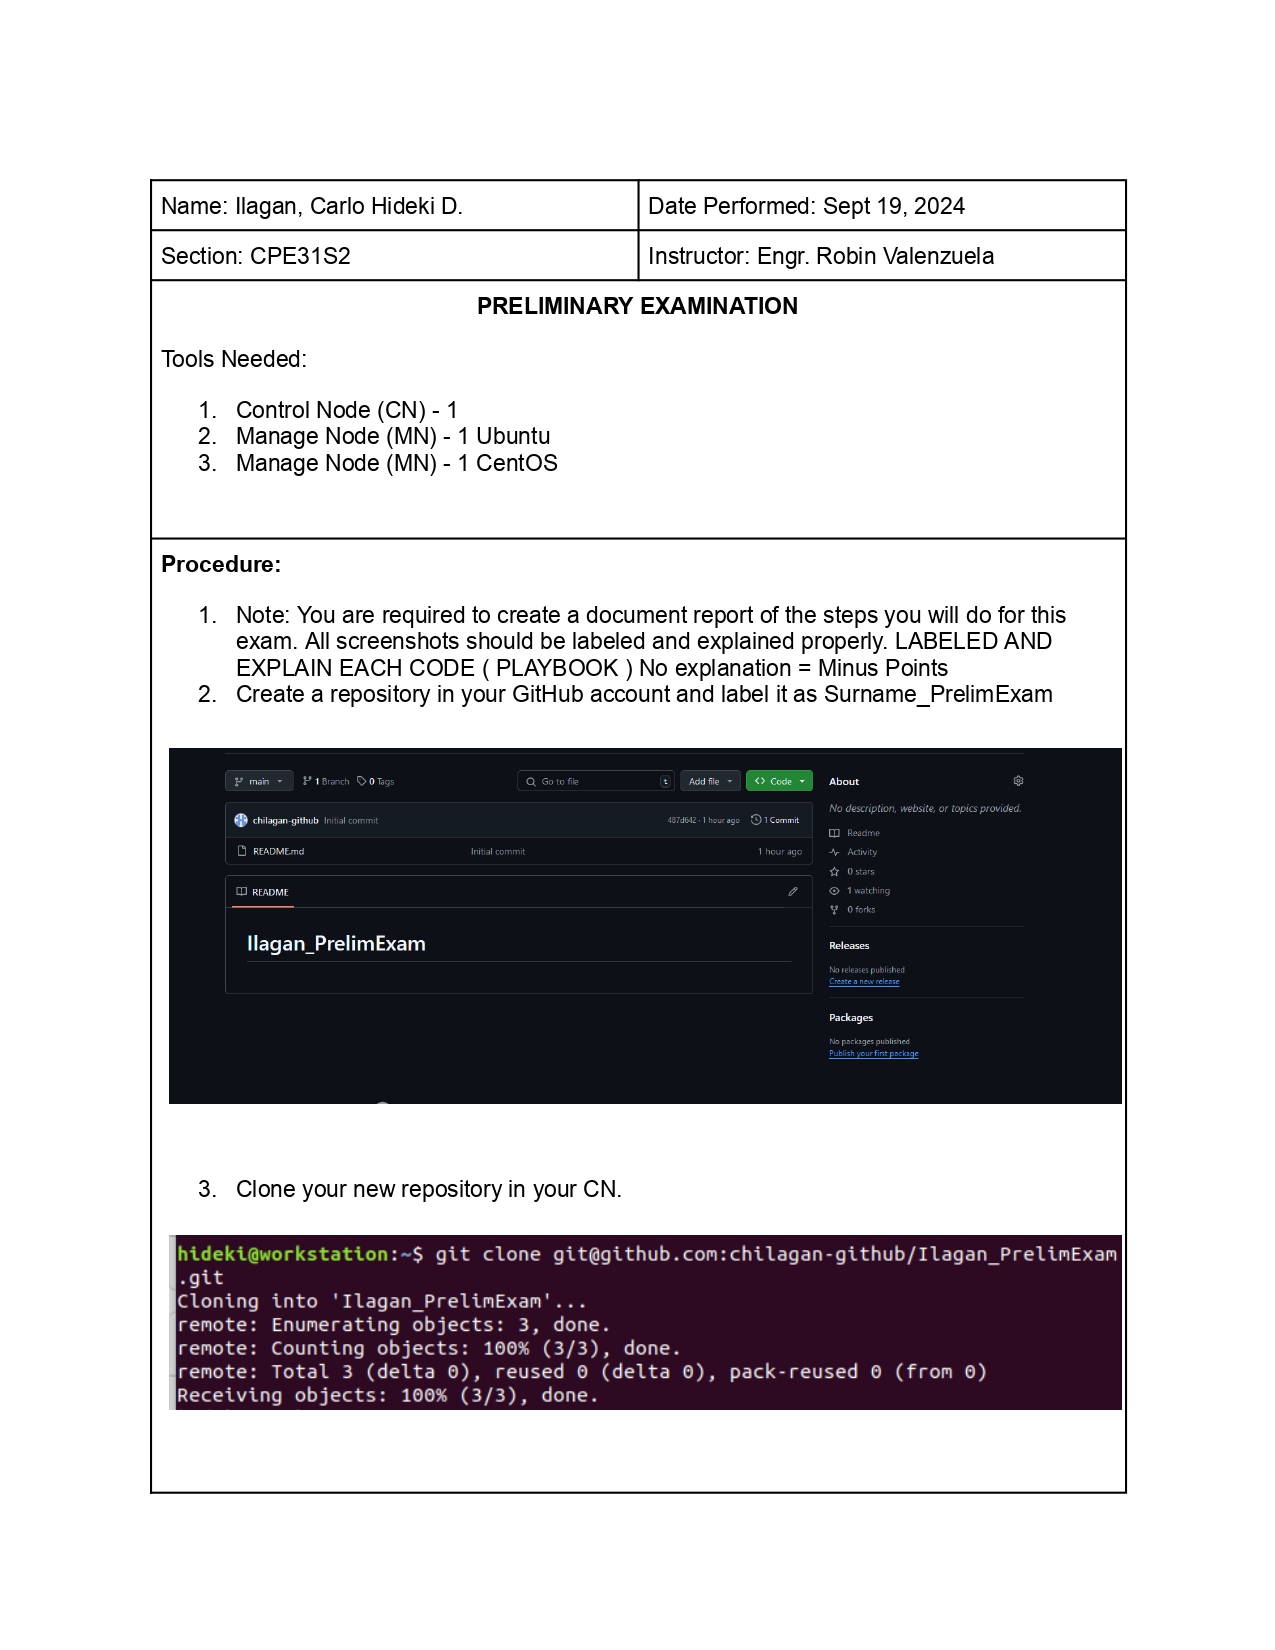 Name: Ilagan, Carlo Hideki D.
Date Performed: Sept 19, 2024
Section: CPE31S2
Instructor: Engr. Robin Valenzuela
PRELIMINARY EXAMINATION
Tools Needed:
1. Control Node (CN) - 1
2. Manage Node (MN) - 1 Ubuntu
3. Manage Node (MN) - 1 CentOS
Procedure:
1. Note: You are required to create a document report of the steps you will do for this
exam. All screenshots should be labeled and explained properly. LABELED AND
EXPLAIN EACH CODE ( PLAYBOOK ) No explanation = Minus Points
2. Create a repository in your GitHub account and label it as Surname_PrelimExam
main 1 Branch 0 Tags Go to file t Add file <> Code
chilagan-github Initial commit 487d642 · 1 hour ago 1 Commit
README.md Initial commit 1 hour ago
README
Ilagan_PrelimExam
About
No description, website, or topics provided.
Readme
Activity
0 stars
1 watching
0 forks
Releases
No releases published
Create a new release
Packages
No packages published
Publish your first package
3. Clone your new repository in your CN.
hideki@workstation:~$ git clone git@github.com:chilagan-github/Ilagan_PrelimExam
.git
Cloning into 'Ilagan_PrelimExam'...
remote: Enumerating objects: 3, done.
remote: Counting objects: 100% (3/3), done.
remote: Total 3 (delta 0), reused 0 (delta 0), pack-reused 0 (from 0)
Receiving objects: 100% (3/3), done.